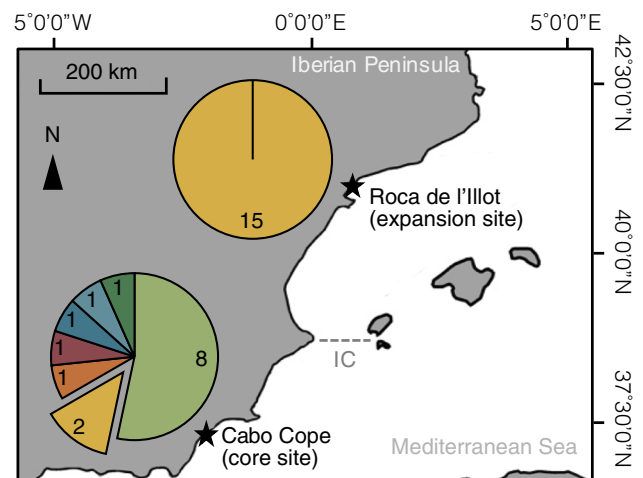 5°0'0"W
0°0'0"E
5°0'0"E
42°30'0"N
200 km
Iberian Peninsula
N
15
Roca de l'Illot
(expansion site)
40°0'0"N
1
1
1
1
1
8
2
IC
37°30'0"N
Cabo Cope
(core site)
Mediterranean Sea